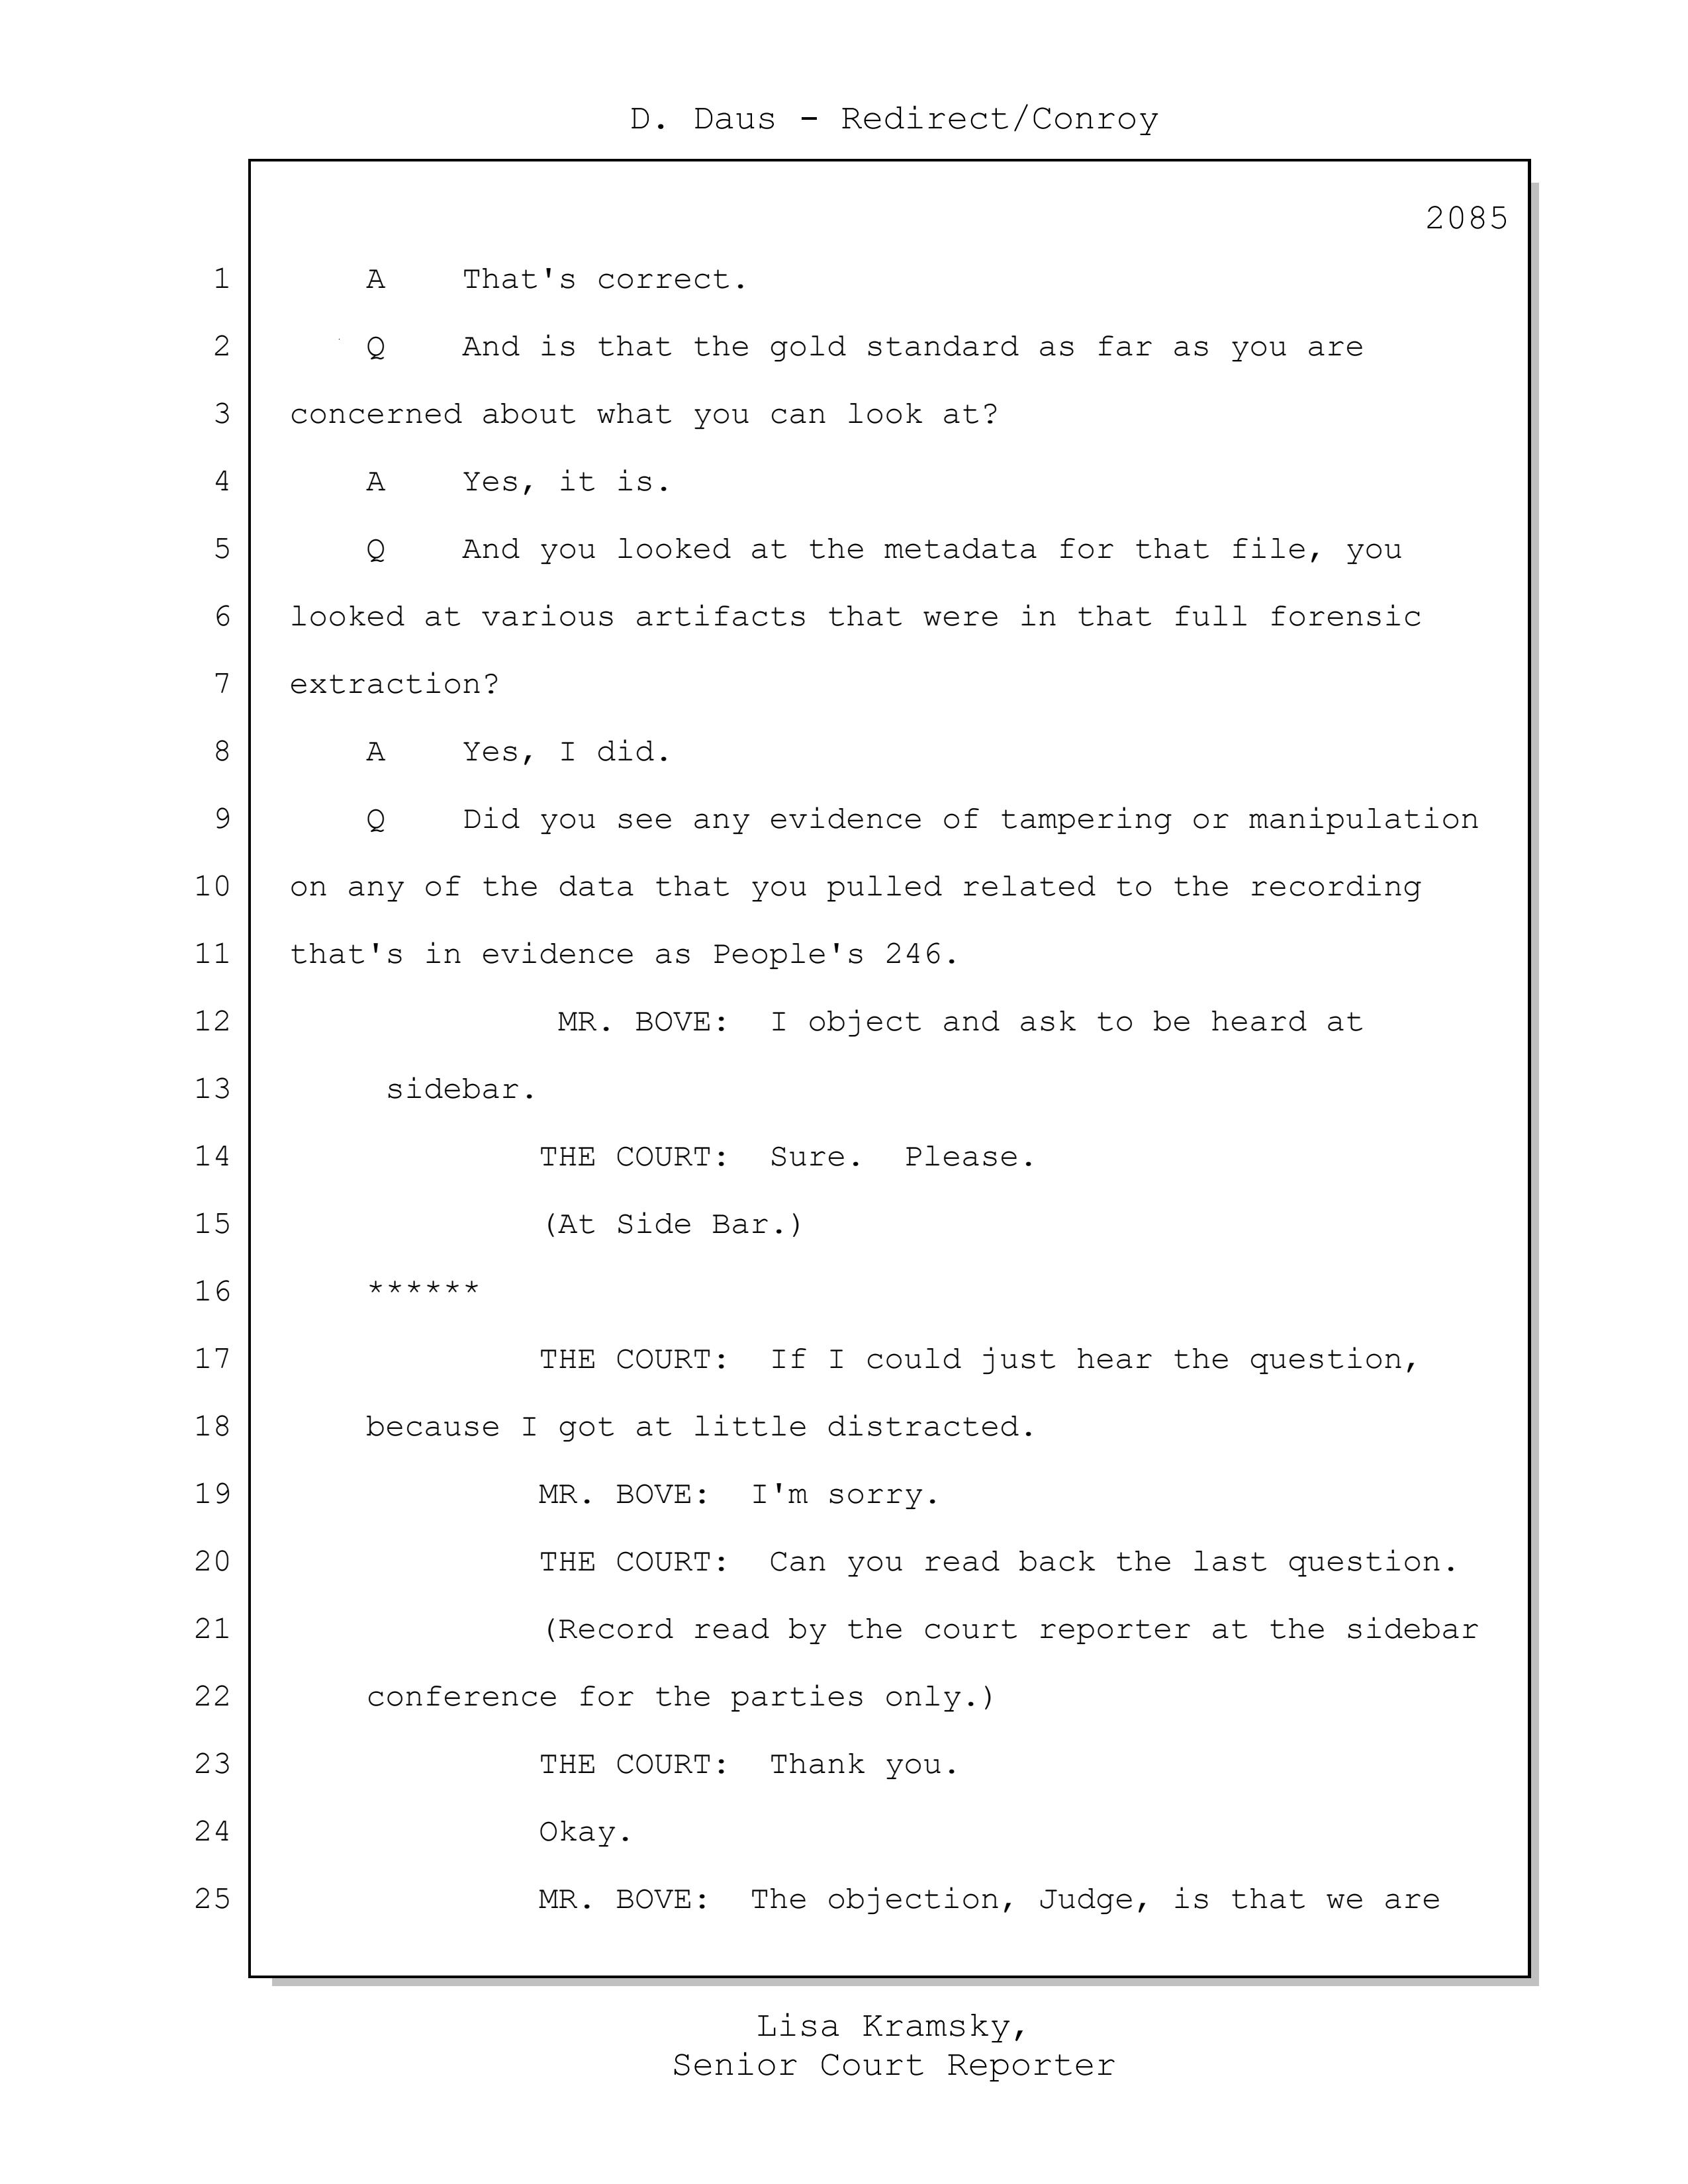 D. Daus - Redirect/Conroy
2085
1 A That's correct.
2 Q And is that the gold standard as far as you are
3 concerned about what you can look at?
4 A Yes, it is.
5 Q And you looked at the metadata for that file, you
6 looked at various artifacts that were in that full forensic
7 extraction?
8 A Yes, I did.
9 Q Did you see any evidence of tampering or manipulation
10 on any of the data that you pulled related to the recording
11 that's in evidence as People's 246.
12 MR. BOVE: I object and ask to be heard at
13 sidebar.
14 THE COURT: Sure. Please.
15 (At Side Bar.)
16 ******
17 THE COURT: If I could just hear the question,
18 because I got at little distracted.
19 MR. BOVE: I'm sorry.
20 THE COURT: Can you read back the last question.
21 (Record read by the court reporter at the sidebar
22 conference for the parties only.)
23 THE COURT: Thank you.
24 Okay.
25 MR. BOVE: The objection, Judge, is that we are
Lisa Kramsky,
Senior Court Reporter